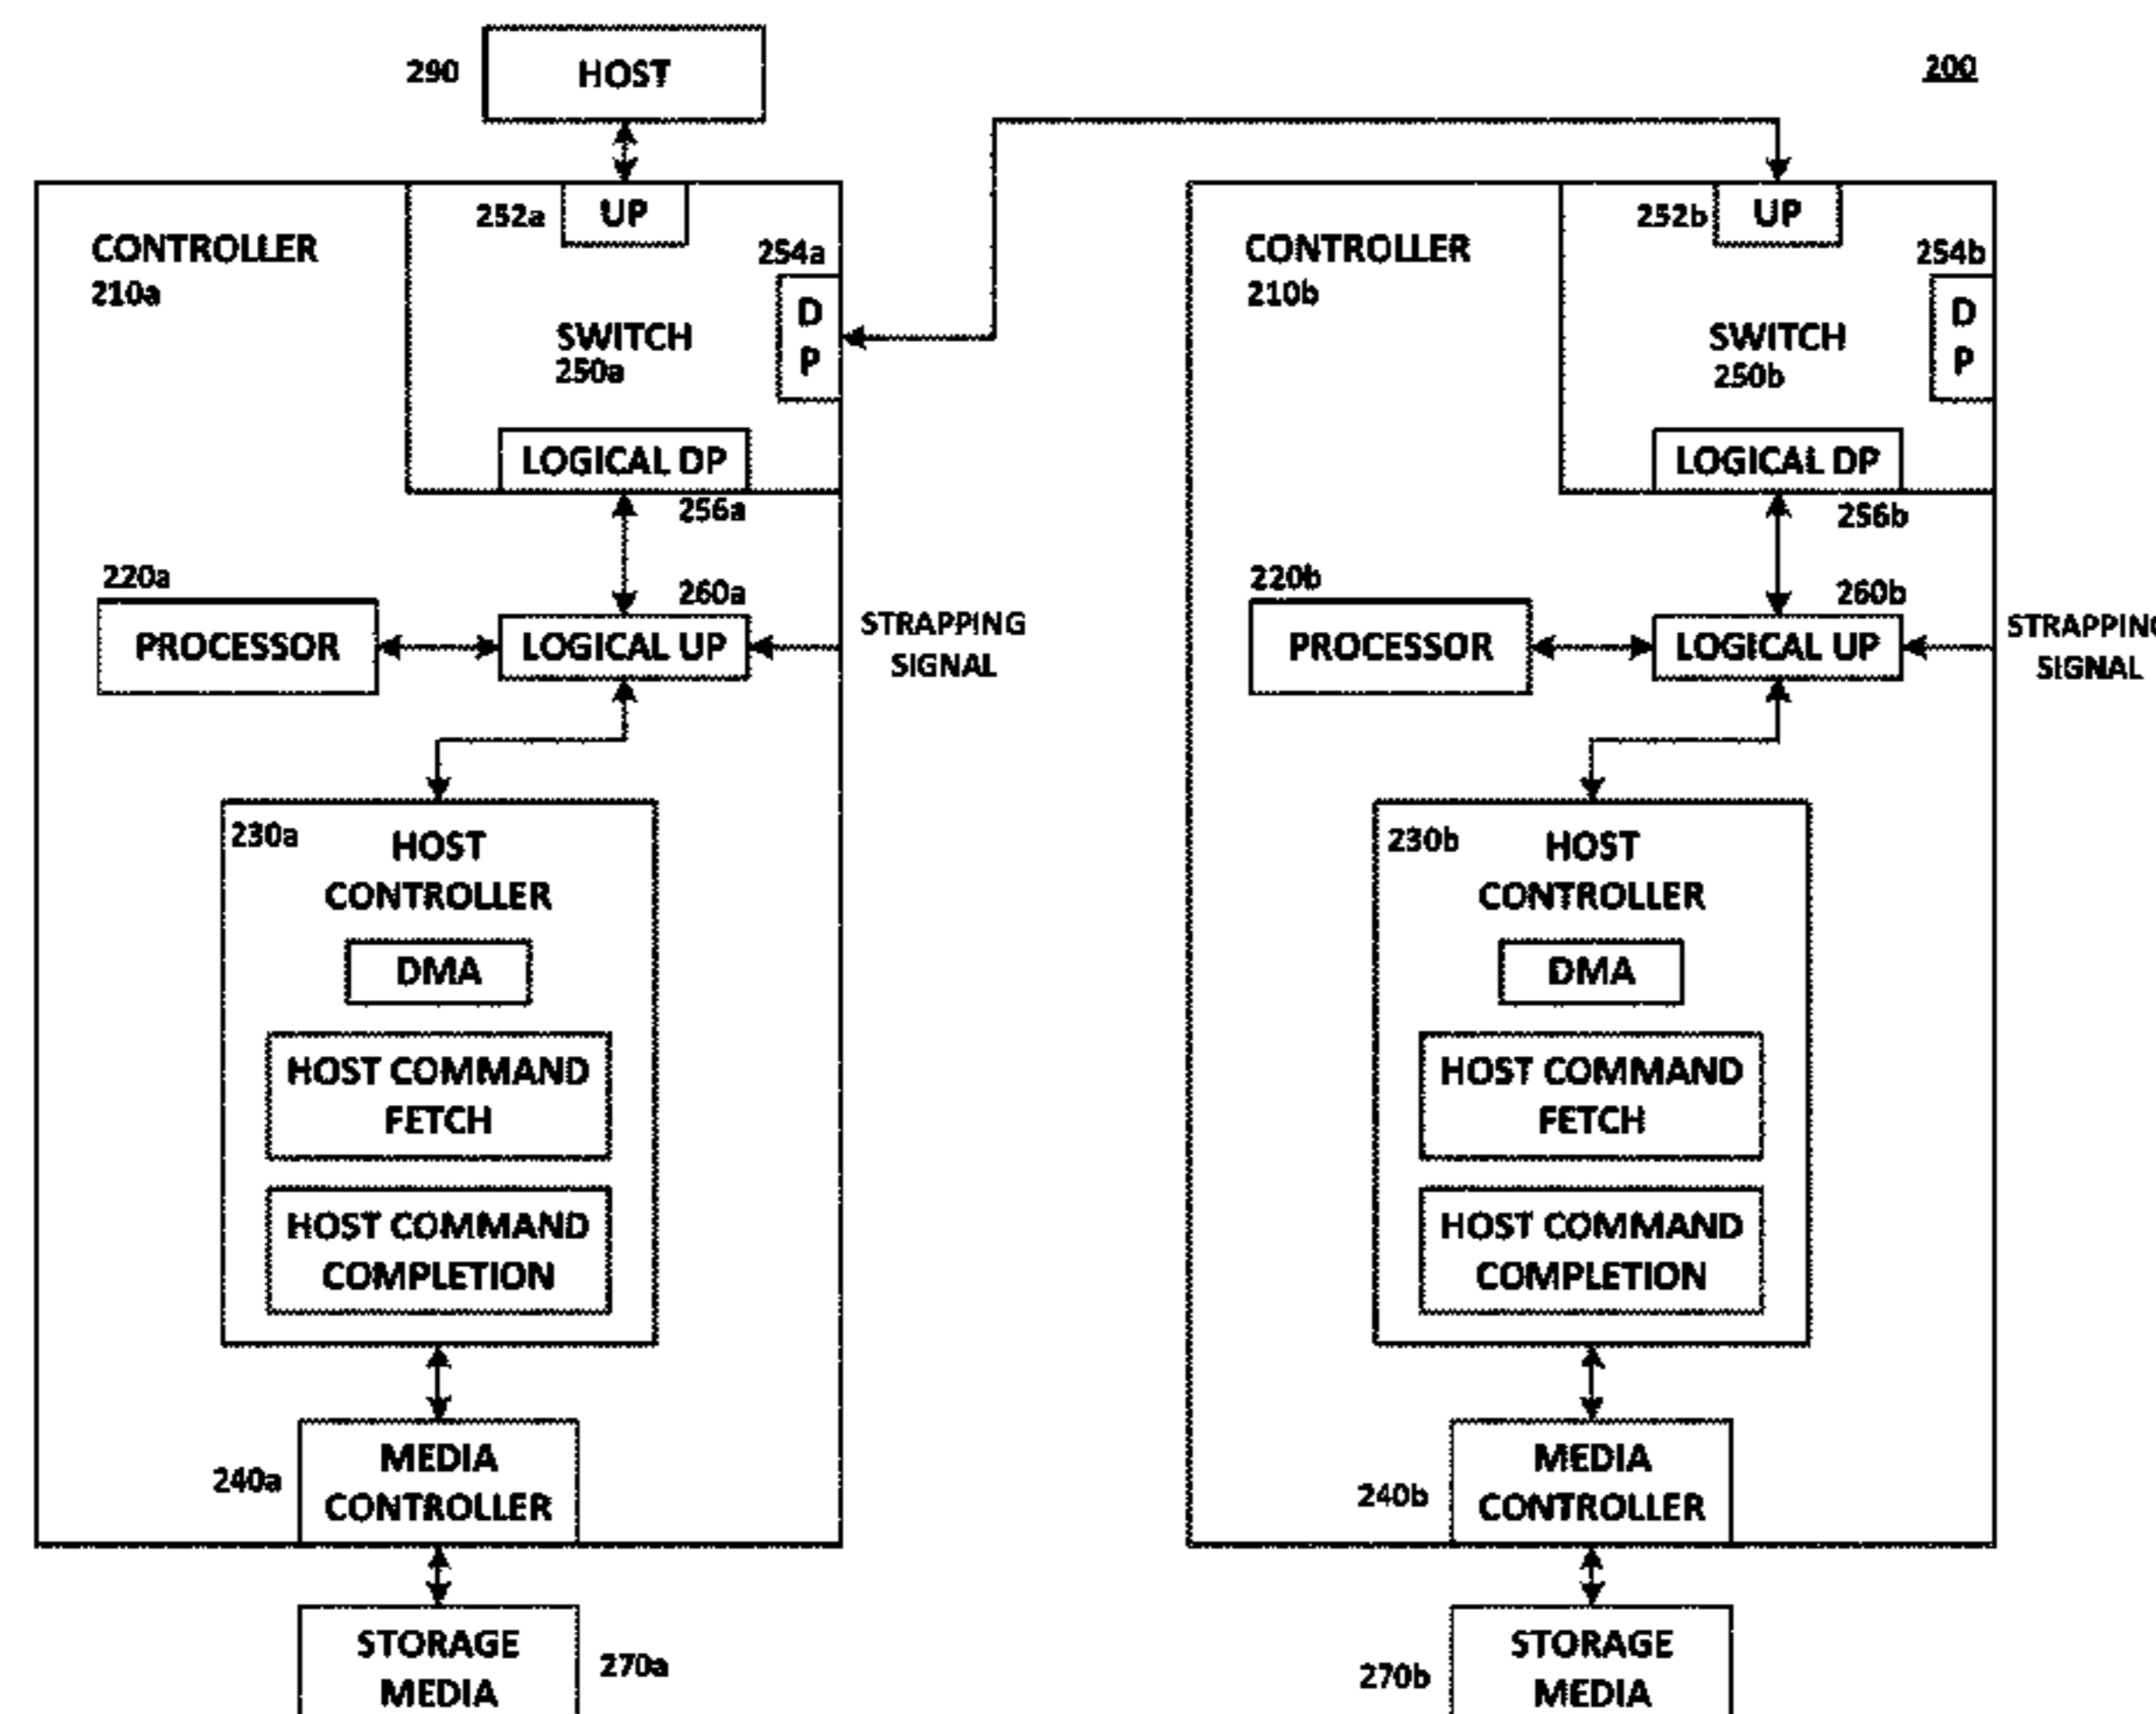 290
HOST
200
252a
UP
CONTROLLER
210a
254a
D
P
SWITCH
250a
LOGICAL DP
256a
220a
260a
PROCESSOR
LOGICAL UP
STRAPPING
SIGNAL
230a
HOST
CONTROLLER
DMA
HOST COMMAND
FETCH
HOST COMMAND
COMPLETION
240a
MEDIA
CONTROLLER
STORAGE
MEDIA
270a
252b
UP
CONTROLLER
210b
254b
D
P
SWITCH
250b
LOGICAL DP
256b
220b
260b
PROCESSOR
LOGICAL UP
STRAPPING
SIGNAL
230b
HOST
CONTROLLER
DMA
HOST COMMAND
FETCH
HOST COMMAND
COMPLETION
240b
MEDIA
CONTROLLER
270b
STORAGE
MEDIA